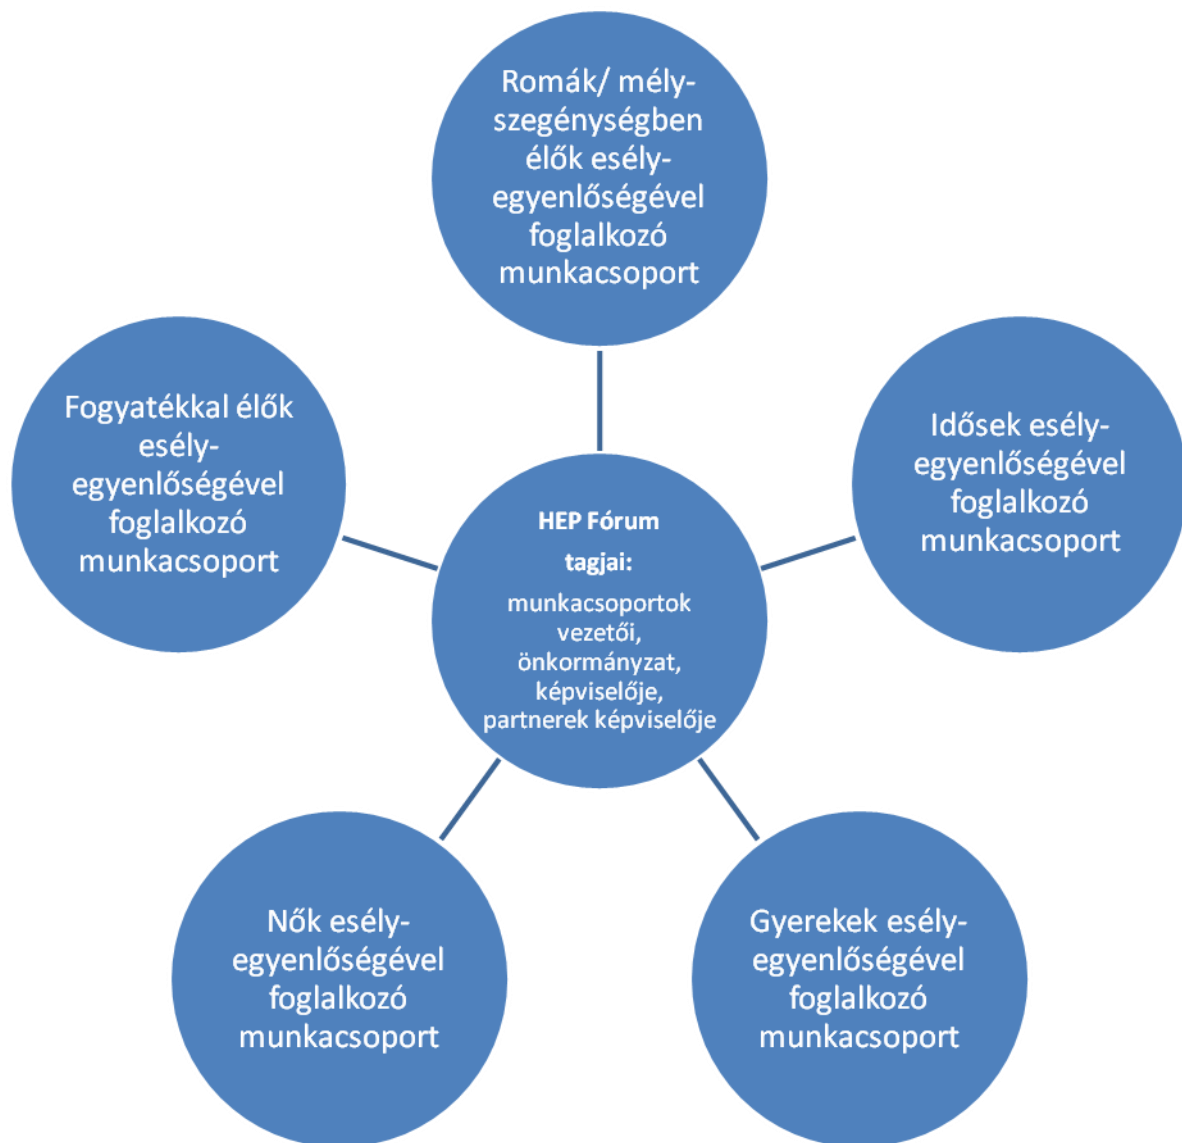 Romák/ mély-
szegénységben
élők esély-
egyenlőségével
foglalkozó
munkacsoport
Fogyatékkal élők
esély-
egyenlőségével
foglalkozó
munkacsoport
Idősek esély-
egyenlőségével
foglalkozó
munkacsoport
HEP Fórum
tagjai:
munkacsoportok
vezetői,
önkormányzat,
képviselője,
partnerek képviselője
Nők esély-
egyenlőségével
foglalkozó
munkacsoport
Gyerekek esély-
egyenlőségével
foglalkozó
munkacsoport